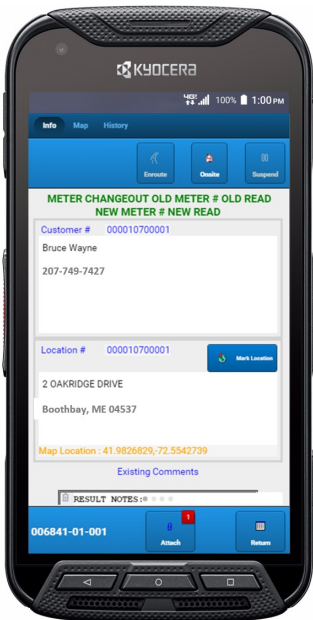 KYOCERA
4G 100% 1:00 PM
Info Map History
Enroute Onsite Suspend
METER CHANGEOUT OLD METER # OLD READ
NEW METER # NEW READ
Customer # 000010700001
Bruce Wayne
207-749-7427
Location # 000010700001
Mark Location
2 OAKRIDGE DRIVE
Boothbay, ME 04537
Map Location : 41.9826829,-72.5542739
Existing Comments
RESULT NOTES:
006841-01-001
1
Attach Return